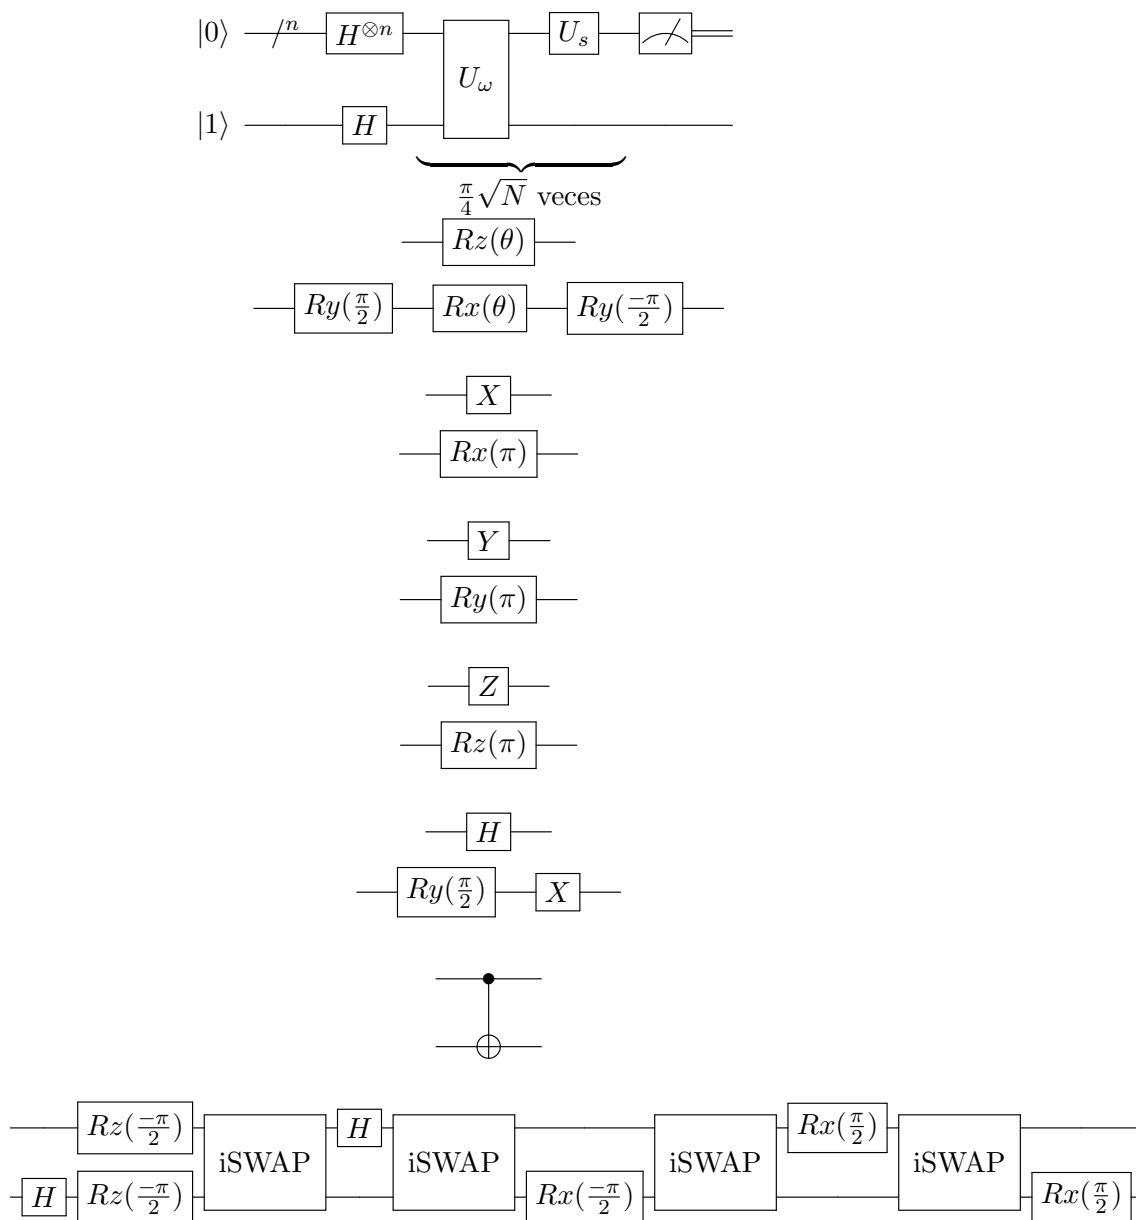 |0⟩ /ⁿ H^{⊗n} U_s
U_ω
|1⟩ H
π/4 √N veces
Rz(θ)
Ry(π/2) Rx(θ) Ry(-π/2)
X
Rx(π)
Y
Ry(π)
Z
Rz(π)
H
Ry(π/2) X
Rz(-π/2) H Rx(π/2)
iSWAP iSWAP iSWAP iSWAP
H Rz(-π/2) Rx(-π/2) Rx(π/2)